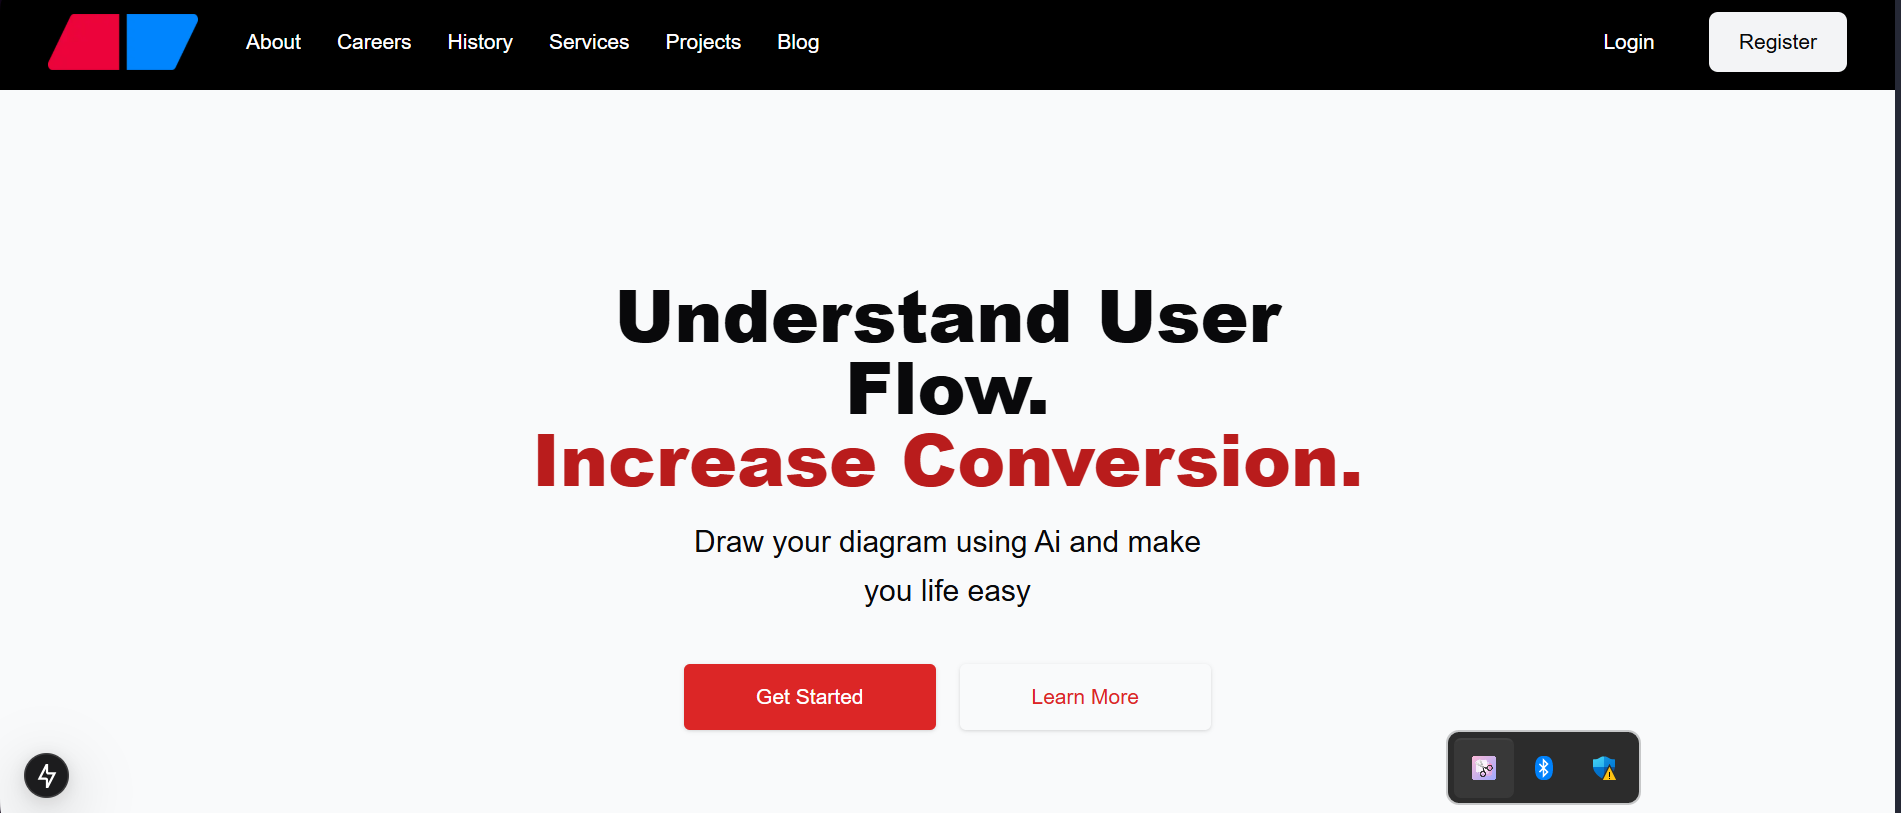 About Careers History Services Projects Blog Login Register
Understand User
Flow.
Increase Conversion.
Draw your diagram using Ai and make
you life easy
Get Started Learn More